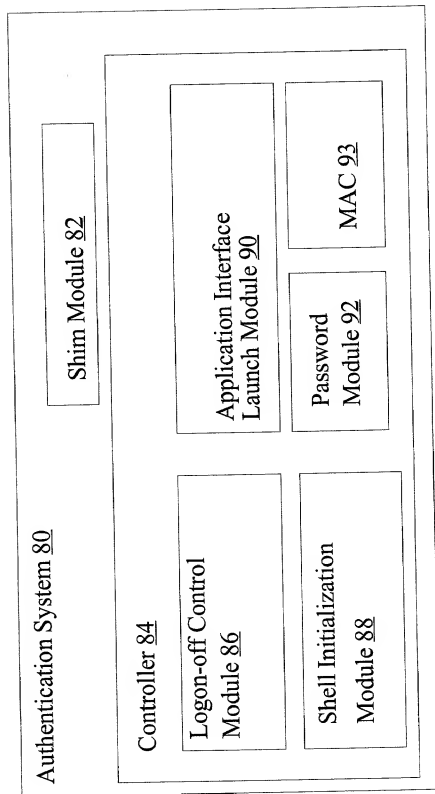 Authentication System 80
Shim Module 82
Controller 84
Logon-off Control
Module 86
Application Interface
Launch Module 90
Shell Initialization
Module 88
Password
Module 92
MAC 93